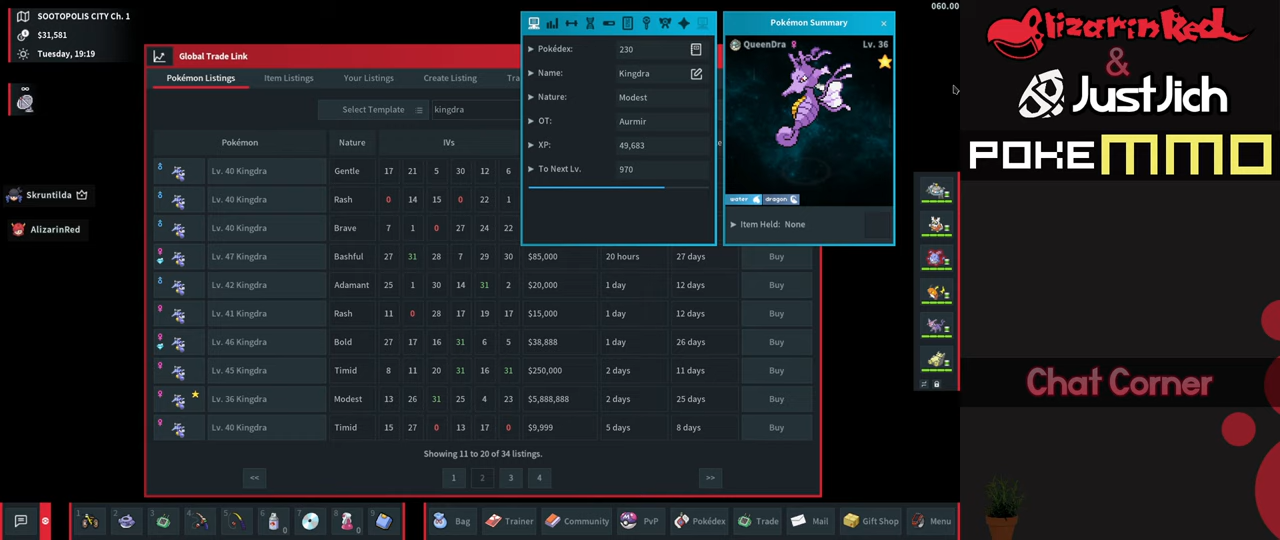 SOOTOPOLIS CITY Ch. 1
$31,581
Tuesday, 19:19
∞
Skruntilda
AlizarinRed
Global Trade Link
Pokémon Listings Item Listings Your Listings Create Listing
Select Template kingdra
Pokémon Nature IVs
Lv. 40 Kingdra Gentle 17 21 5 30 12 6
Lv. 40 Kingdra Rash 0 14 15 0 22 1
Lv. 40 Kingdra Brave 7 1 0 27 24 22
Lv. 47 Kingdra Bashful 27 31 28 7 29 30 $85,000 20 hours 27 days Buy
Lv. 42 Kingdra Adamant 25 1 30 14 31 2 $20,000 1 day 12 days Buy
Lv. 41 Kingdra Rash 11 0 28 17 19 17 $15,000 1 day 12 days Buy
Lv. 46 Kingdra Bold 27 17 16 31 6 5 $38,888 1 day 26 days Buy
Lv. 45 Kingdra Timid 8 11 20 31 16 31 $250,000 2 days 11 days Buy
Lv. 36 Kingdra Modest 13 26 31 25 4 23 $5,888,888 2 days 25 days Buy
Lv. 40 Kingdra Timid 15 27 0 13 17 0 $9,999 5 days 8 days Buy
Showing 11 to 20 of 34 listings.
<< 1 2 3 4 >>
Pokédex: 230
Name: Kingdra
Nature: Modest
OT: Aurmir
XP: 49,683
To Next Lv. 970
Pokémon Summary ×
QueenDra ♀ Lv. 36
water dragon
Item Held: None
060.00
AlizarinRed
&
JustJich
POKEMMO
Chat Corner
1 2 3 4 5 6 0 7 8 0 9
Bag Trainer Community PvP Pokédex Trade Mail Gift Shop Menu